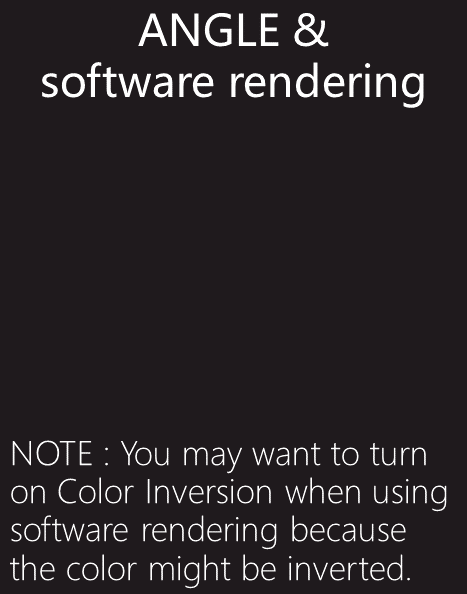 ANGLE &
software rendering
NOTE : You may want to turn
on Color Inversion when using
software rendering because
the color might be inverted.